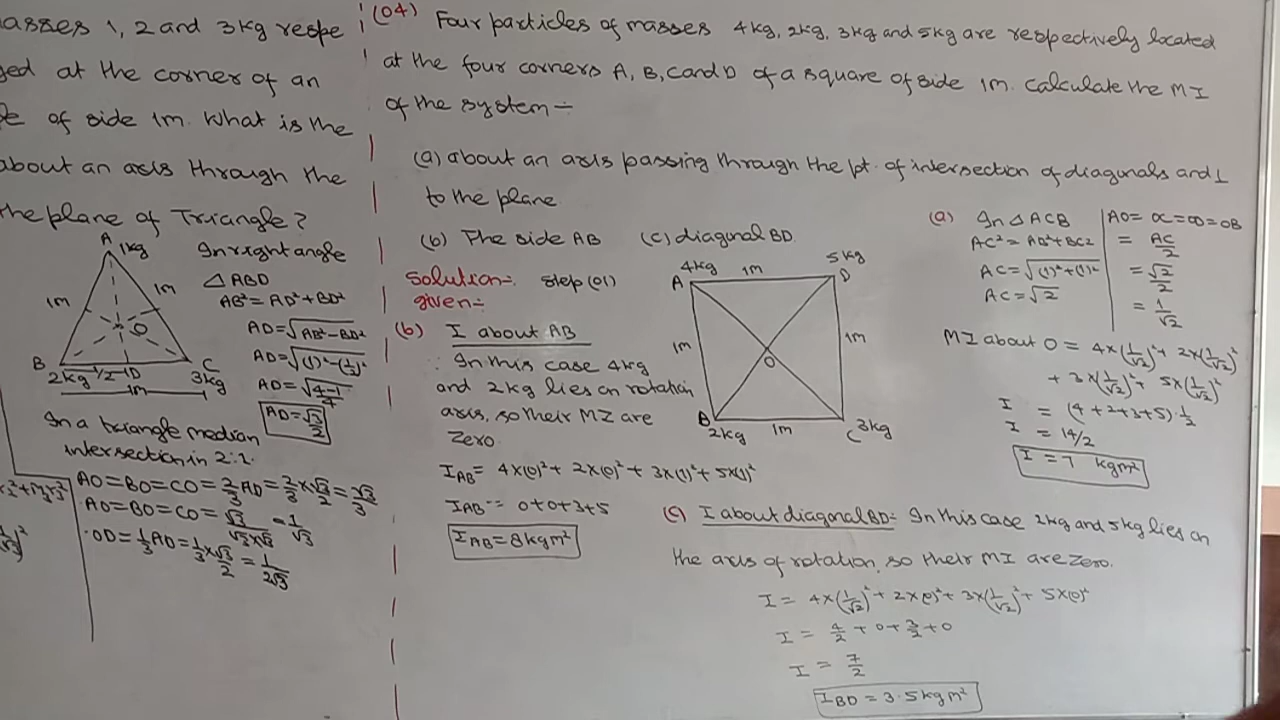 asses 1, 2 and 3kg respe
ged at the corner of an
le of side 1m. What is the
about an axis through the
the plane of Triangle?
A
1kg
1m
1m
O
B
2kg
1/2
D
C
3kg
1m
In right angle
△ ABD
AB² = AD² + BD²
AD = √AB² - BD²
AD = √(1)² - (1/2)²
AD = √4-1/4
AD = √3/2
In a triangle median
intersection in 2:1.
AO = BO = CO = 2/3 AD = 2/3 × √3/2 = √3/3
AO = BO = CO = √3/√3×√3 = 1/√3
OD = 1/3 AD = 1/3 × √3/2 = 1/2√3
(04) Four particles of masses 4kg, 2kg, 3kg and 5kg are respectively located
at the four corners A, B, C and D of a square of side 1m. Calculate the MI
of the system÷
(a) about an axis passing through the pt. of intersection of diagonals and ⊥
to the plane
(b) The side AB (c) diagonal BD
Solution÷ step (01)
given÷
(b) I about AB
∴ In this case 4kg
and 2kg lies on rotation
axis, so their MI are
Zero.
I AB = 4×(0)² + 2×(0)² + 3×(1)² + 5×(1)²
I AB = 0+0+3+5
I AB = 8 kgm²
4kg
1m
5kg
A
D
1m
1m
O
B
2kg
1m
C
3kg
(a) In △ ACB
AC² = AB² + BC²
AC = √(1)² + (1)²
AC = √2
AO = OC = OD = OB
= AC/2
= √2/2
= 1/√2
MI about O = 4×(1/√2)² + 2×(1/√2)²
+ 3×(1/√2)² + 5×(1/√2)²
I = (4+2+3+5).1/2
I = 14/2
I = 7 kgm²
(c) I about diagonal BD÷ In this case 2kg and 5kg lies on
the axis of rotation, so their MI are zero.
I = 4×(1/√2)² + 2×(0)² + 3×(1/√2)² + 5×(0)²
I = 4/2 + 0 + 3/2 + 0
I = 7/2
I BD = 3.5 kgm²